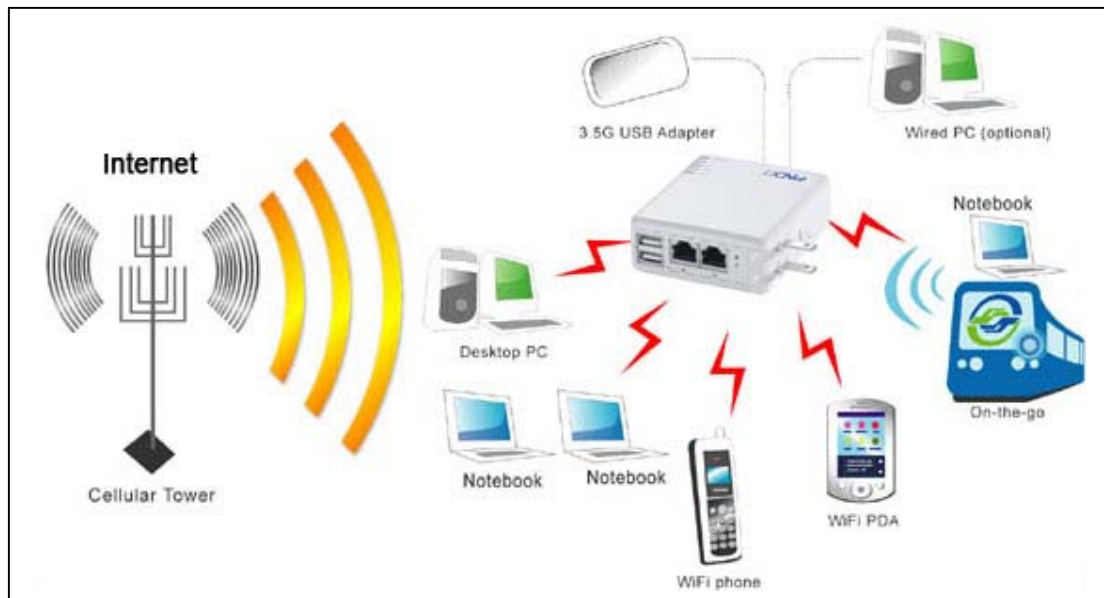 3.5G USB Adapter
Wired PC (optional)
Internet
Notebook
Desktop PC
On-the-go
Notebook
Notebook
Cellular Tower
WiFi PDA
WiFi phone